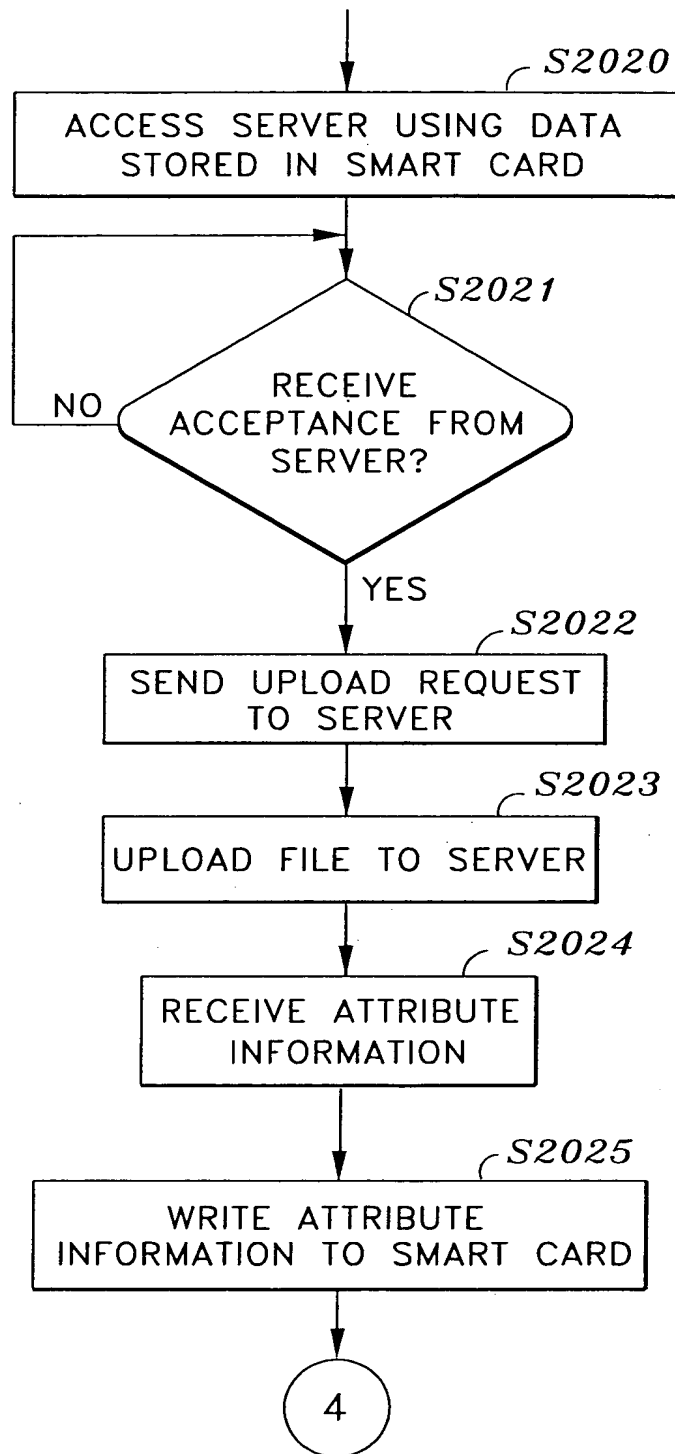 S2020
ACCESS SERVER USING DATA
STORED IN SMART CARD
S2021
RECEIVE
ACCEPTANCE FROM
SERVER?
NO
YES
S2022
SEND UPLOAD REQUEST
TO SERVER
S2023
UPLOAD FILE TO SERVER
S2024
RECEIVE ATTRIBUTE
INFORMATION
S2025
WRITE ATTRIBUTE
INFORMATION TO SMART CARD
4